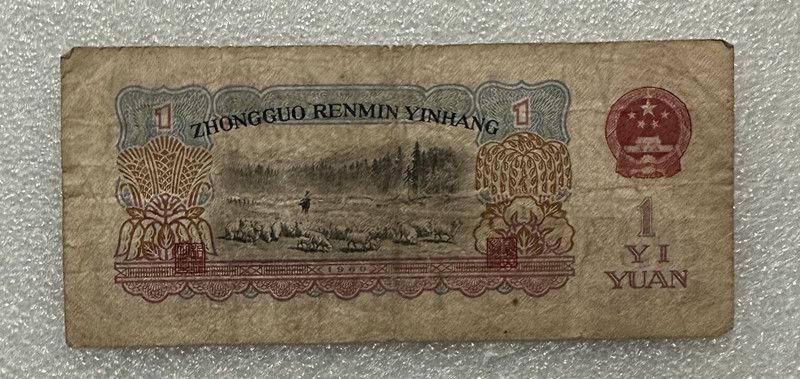 1
ZHONGGUO RENMIN YINHANG
1
1960
1
YI
YUAN